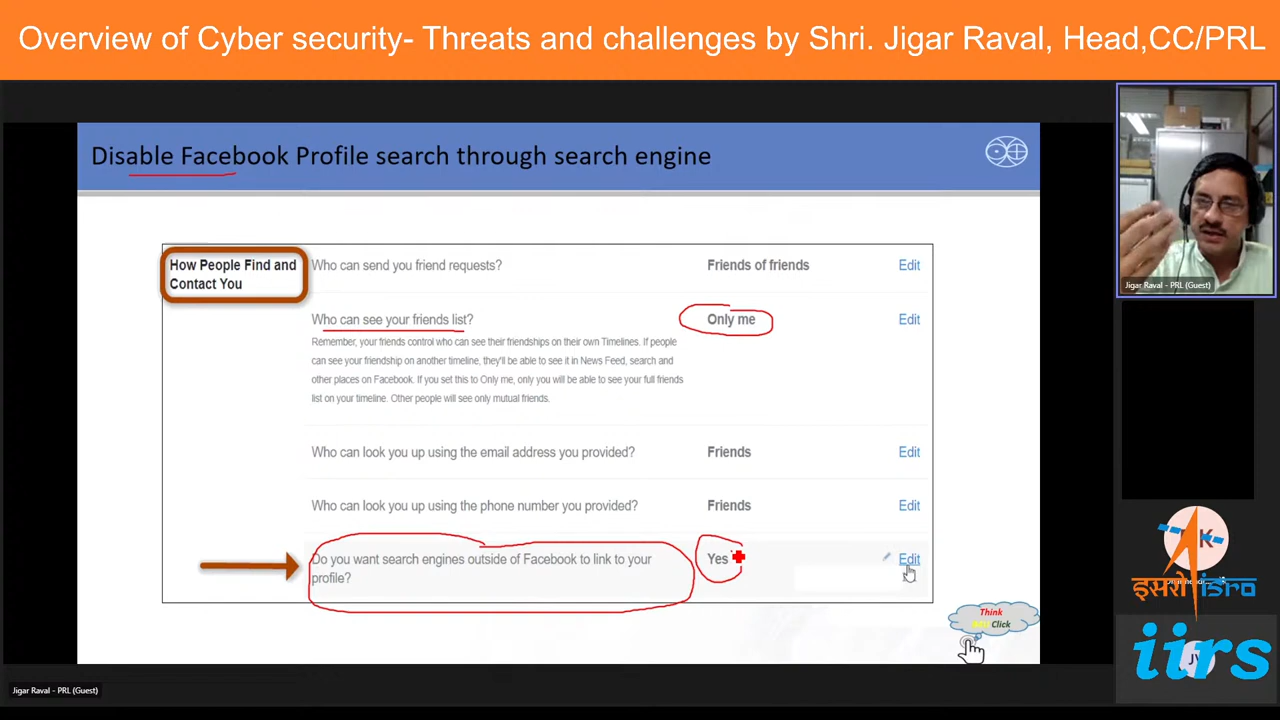 Overview of Cyber security- Threats and challenges by Shri. Jigar Raval, Head,CC/PRL
Disable Facebook Profile search through search engine
How People Find and
Contact You
Who can send you friend requests?
Friends of friends
Edit
Who can see your friends list?
Only me
Edit
Remember, your friends control who can see their friendships on their own Timelines. If people
can see your friendship on another timeline, they'll be able to see it in News Feed, search and
other places on Facebook. If you set this to Only me, only you will be able to see your full friends
list on your timeline. Other people will see only mutual friends.
Who can look you up using the email address you provided?
Friends
Edit
Who can look you up using the phone number you provided?
Friends
Edit
Do you want search engines outside of Facebook to link to your
profile?
Yes
Edit
Think
Click
Jigar Raval - PRL (Guest)
K
इसरो isro
iirs
Jigar Raval - PRL (Guest)